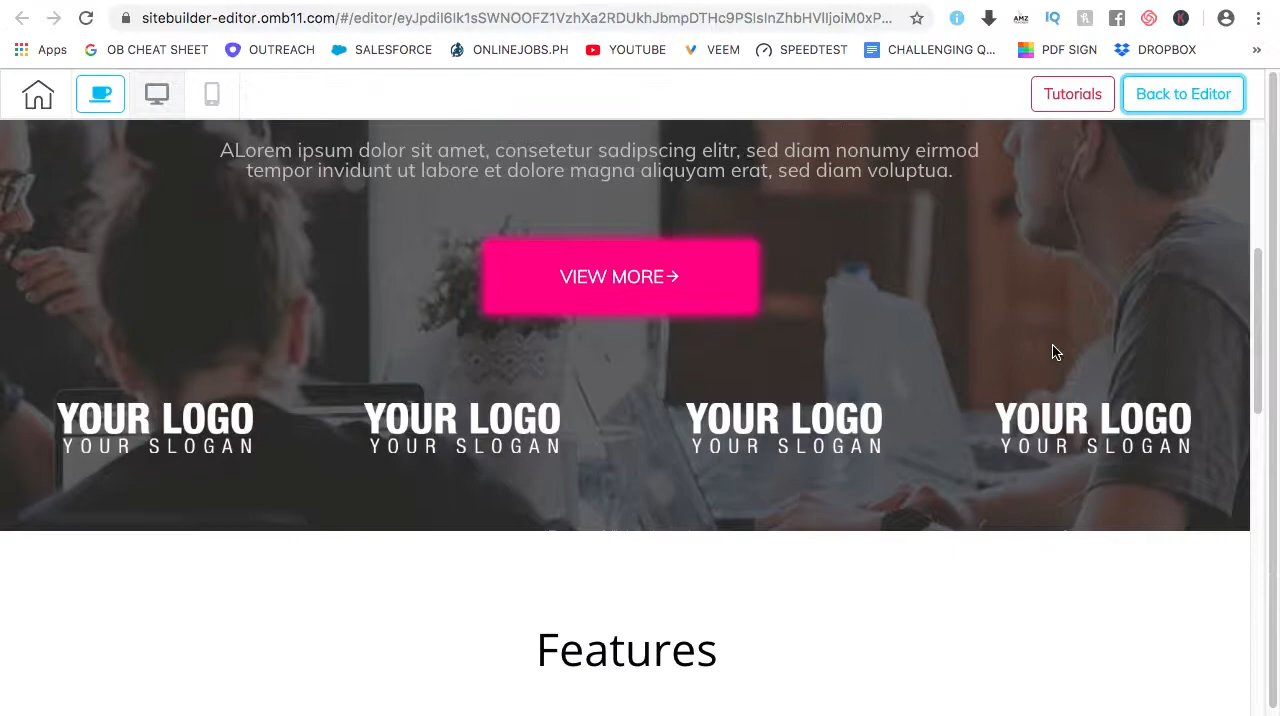 sitebuilder-editor.omb11.com/#/editor/eyJpdiI6Ik1sSWNOOFZ1VzhXa2RDUkhJbmpDTHc9PSIsInZhbHVlIjoiM0xP...
Apps OB CHEAT SHEET OUTREACH SALESFORCE ONLINEJOBS.PH YOUTUBE VEEM SEEDTEST CHALLENGING Q... PDF SIGN DROPBOX »
Tutorials Back to Editor
ALorem ipsum dolor sit amet, consetetur sadipscing elitr, sed diam nonumy eirmod
tempor invidunt ut labore et dolore magna aliquyam erat, sed diam voluptua.
VIEW MORE→
YOUR LOGO YOUR LOGO YOUR LOGO YOUR LOGO
YOUR SLOGAN YOUR SLOGAN YOUR SLOGAN YOUR SLOGAN
Features